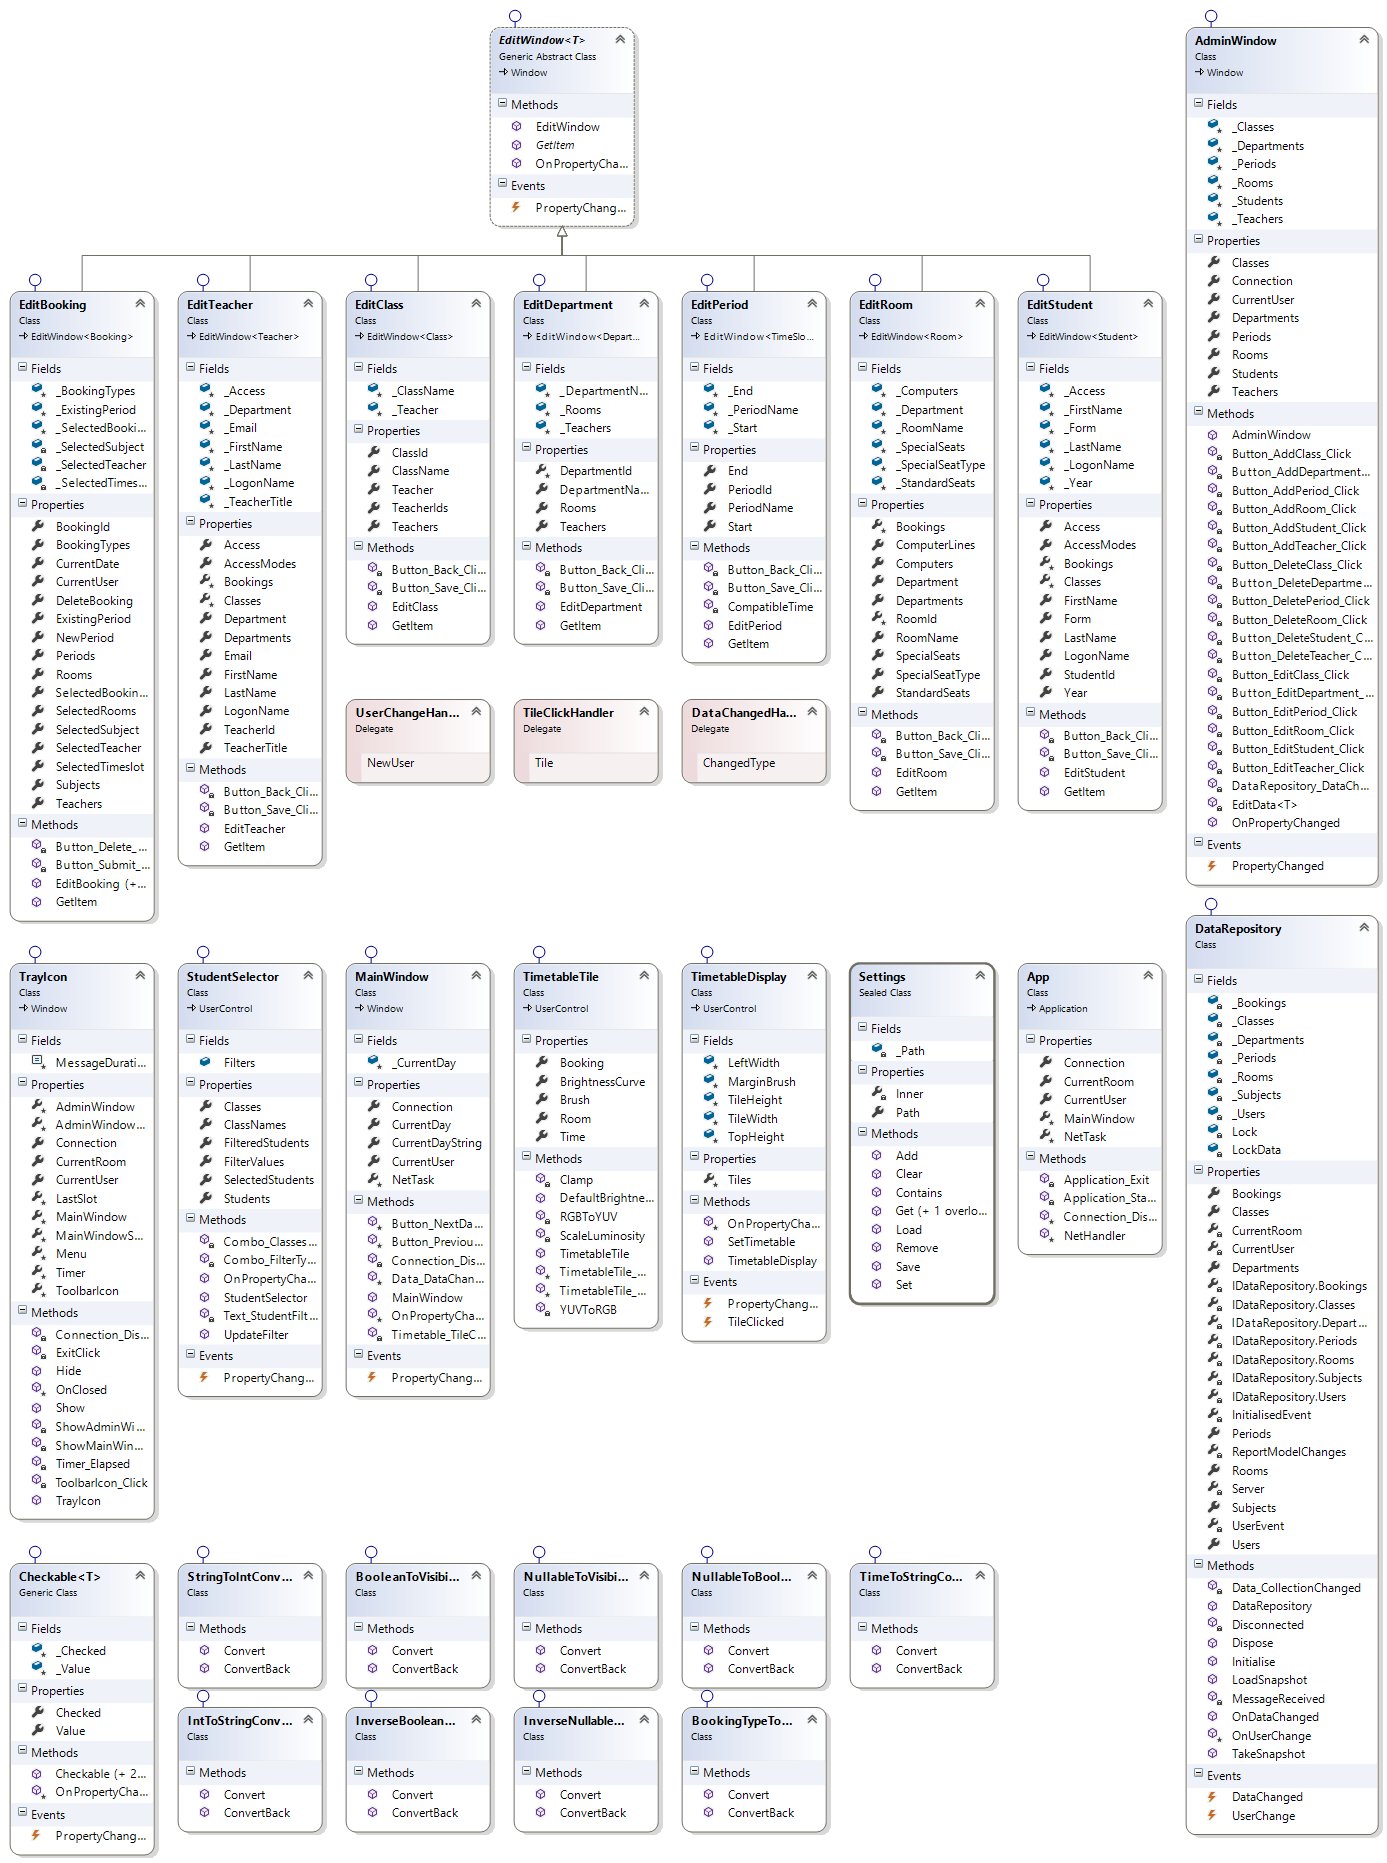 EditWindow<T>
Generic Abstract Class
Window
Methods
EditWindow
GetItem
OnPropertyCha...
Events
PropertyChang...
AdminWindow
Class
Window
Fields
_Classes
_Departments
_Periods
_Rooms
_Students
_Teachers
Properties
Classes
Connection
CurrentUser
Departments
Periods
Rooms
Students
Teachers
Methods
AdminWindow
Button_AddClass_Click
Button_AddDepartment...
Button_AddPeriod_Click
Button_AddRoom_Click
Button_AddStudent_Click
Button_AddTeacher_Click
Button_DeleteClass_Click
Button_DeleteDepartme...
Button_DeletePeriod_Click
Button_DeleteRoom_Click
Button_DeleteStudent_C...
Button_DeleteTeacher_C...
Button_EditClass_Click
Button_EditDepartment_...
Button_EditPeriod_Click
Button_EditRoom_Click
Button_EditStudent_Click
Button_EditTeacher_Click
DataRepository_DataCh...
EditData<T>
OnPropertyChanged
Events
PropertyChanged
EditBooking
Class
EditWindow<Booking>
Fields
_BookingTypes
_ExistingPeriod
_SelectedBooki...
_SelectedSubject
_SelectedTeacher
_SelectedTimes...
Properties
BookingId
BookingTypes
CurrentDate
CurrentUser
DeleteBooking
ExistingPeriod
NewPeriod
Periods
Rooms
SelectedBookin...
SelectedRooms
SelectedSubject
SelectedTeacher
SelectedTimeslot
Subjects
Teachers
Methods
Button_Delete_...
Button_Submit_...
EditBooking (+...
GetItem
EditTeacher
Class
EditWindow<Teacher>
Fields
_Access
_Department
_Email
_FirstName
_LastName
_LogonName
_TeacherTitle
Properties
Access
AccessModes
Bookings
Classes
Department
Departments
Email
FirstName
LastName
LogonName
TeacherId
TeacherTitle
Methods
Button_Back_Cli...
Button_Save_Cli...
EditTeacher
GetItem
EditClass
Class
EditWindow<Class>
Fields
_ClassName
_Teacher
Properties
ClassId
ClassName
Teacher
TeacherIds
Teachers
Methods
Button_Back_Cli...
Button_Save_Cli...
EditClass
GetItem
EditDepartment
Class
EditWindow<Depart...
Fields
_DepartmentN...
_Rooms
_Teachers
Properties
DepartmentId
DepartmentNa...
Rooms
Teachers
Methods
Button_Back_Cli...
Button_Save_Cli...
EditDepartment
GetItem
EditPeriod
Class
EditWindow<TimeSlo...
Fields
_End
_PeriodName
_Start
Properties
End
PeriodId
PeriodName
Start
Methods
Button_Back_Cli...
Button_Save_Cli...
CompatibleTime
EditPeriod
GetItem
EditRoom
Class
EditWindow<Room>
Fields
_Computers
_Department
_RoomName
_SpecialSeats
_SpecialSeatType
_StandardSeats
Properties
Bookings
ComputerLines
Computers
Department
Departments
RoomId
RoomName
SpecialSeats
SpecialSeatType
StandardSeats
Methods
Button_Back_Cli...
Button_Save_Cli...
EditRoom
GetItem
EditStudent
Class
EditWindow<Student>
Fields
_Access
_FirstName
_Form
_LastName
_LogonName
_Year
Properties
Access
AccessModes
Bookings
Classes
FirstName
Form
LastName
LogonName
StudentId
Year
Methods
Button_Back_Cli...
Button_Save_Cli...
EditStudent
GetItem
UserChangeHan...
Delegate
NewUser
TileClickHandler
Delegate
Tile
DataChangedHa...
Delegate
ChangedType
TrayIcon
Class
Window
Fields
MessageDurati...
Properties
AdminWindow
AdminWindow...
Connection
CurrentRoom
CurrentUser
LastSlot
MainWindow
MainWindowS...
Menu
Timer
ToolbarIcon
Methods
Connection_Dis...
ExitClick
Hide
OnClosed
Show
ShowAdminWi...
ShowMainWin...
Timer_Elapsed
ToolbarIcon_Click
TrayIcon
StudentSelector
Class
UserControl
Fields
Filters
Properties
Classes
ClassNames
FilteredStudents
FilterValues
SelectedStudents
Students
Methods
Combo_Classes...
Combo_FilterTy...
OnPropertyCha...
StudentSelector
Text_StudentFilt...
UpdateFilter
Events
PropertyChang...
MainWindow
Class
Window
Fields
_CurrentDay
Properties
Connection
CurrentDay
CurrentDayString
CurrentUser
NetTask
Methods
Button_NextDa...
Button_Previou...
Connection_Dis...
Data_DataChan...
MainWindow
OnPropertyCha...
Timetable_TileC...
Events
PropertyChang...
TimetableTile
Class
UserControl
Properties
Booking
BrightnessCurve
Brush
Room
Time
Methods
Clamp
DefaultBrightne...
RGBToYUV
ScaleLuminosity
TimetableTile
TimetableTile_...
TimetableTile_...
YUVToRGB
TimetableDisplay
Class
UserControl
Fields
LeftWidth
MarginBrush
TileHeight
TileWidth
TopHeight
Properties
Tiles
Methods
OnPropertyCha...
SetTimetable
TimetableDisplay
Events
PropertyChang...
TileClicked
Settings
Sealed Class
Fields
_Path
Properties
Inner
Path
Methods
Add
Clear
Contains
Get (+ 1 overlo...
Load
Remove
Save
Set
App
Class
Application
Properties
Connection
CurrentRoom
CurrentUser
MainWindow
NetTask
Methods
Application_Exit
Application_Sta...
Connection_Dis...
NetHandler
DataRepository
Class
Fields
_Bookings
_Classes
_Departments
_Periods
_Rooms
_Subjects
_Users
Lock
LockData
Properties
Bookings
Classes
CurrentRoom
CurrentUser
Departments
IDataRepository.Bookings
IDataRepository.Classes
IDataRepository.Depart...
IDataRepository.Periods
IDataRepository.Rooms
IDataRepository.Subjects
IDataRepository.Users
InitialisedEvent
Periods
ReportModelChanges
Rooms
Server
Subjects
UserEvent
Users
Methods
Data_CollectionChanged
DataRepository
Disconnected
Dispose
Initialise
LoadSnapshot
MessageReceived
OnDataChanged
OnUserChange
TakeSnapshot
Events
DataChanged
UserChange
Checkable<T>
Generic Class
Fields
_Checked
_Value
Properties
Checked
Value
Methods
Checkable (+ 2...
OnPropertyCha...
Events
PropertyChang...
StringToIntConv...
Class
Methods
Convert
ConvertBack
BooleanToVisibi...
Class
Methods
Convert
ConvertBack
NullableToVisibi...
Class
Methods
Convert
ConvertBack
NullableToBool...
Class
Methods
Convert
ConvertBack
TimeToStringCo...
Class
Methods
Convert
ConvertBack
IntToStringConv...
Class
Methods
Convert
ConvertBack
InverseBoolean...
Class
Methods
Convert
ConvertBack
InverseNullable...
Class
Methods
Convert
ConvertBack
BookingTypeTo...
Class
Methods
Convert
ConvertBack